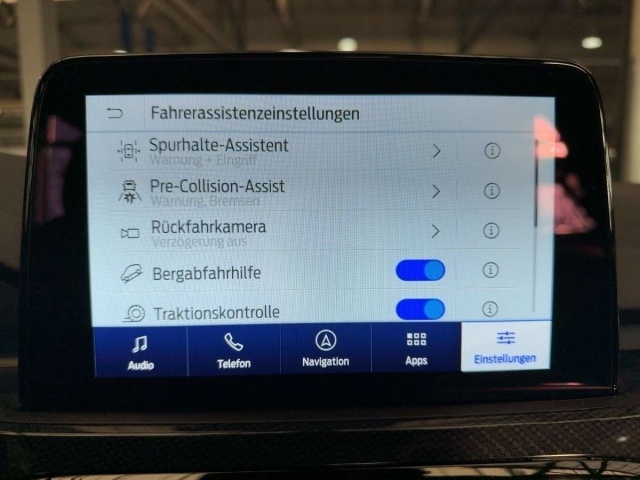 Fahrerassistenzeinstellungen
Spurhalte-Assistent
Warnung + Eingriff
Pre-Collision-Assist
Warnung, Bremsen
Rückfahrkamera
Verzögerung aus
Bergabfahrhilfe
Traktionskontrolle
Audio Telefon Navigation Apps Einstellungen